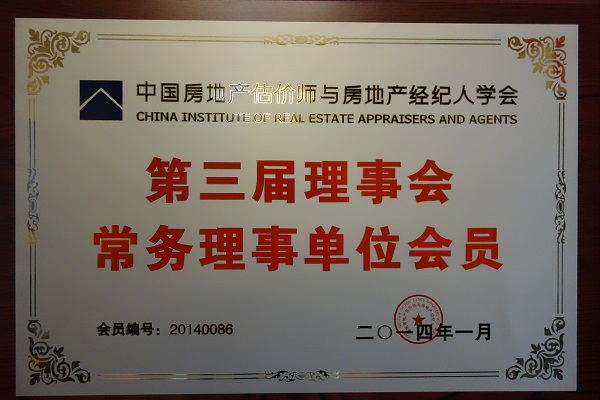 中国房地产估价师与房地产经纪人学会
CHINA INSTITUTE OF REAL ESTATE APPRAISERS AND AGENTS
第三届理事会
常务理事单位会员
会员编号：20140086
二〇一四年一月